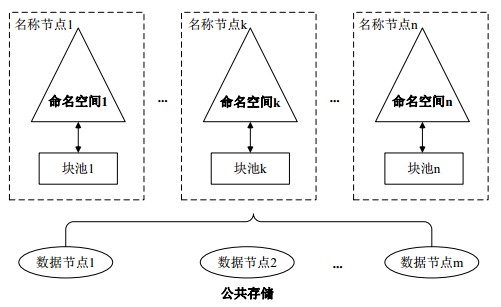 名称节点1 名称节点k 名称节点n
命名空间1 ... 命名空间k ... 命名空间n
块池1 块池k 块池n
数据节点1 数据节点2 ... 数据节点m
公共存储